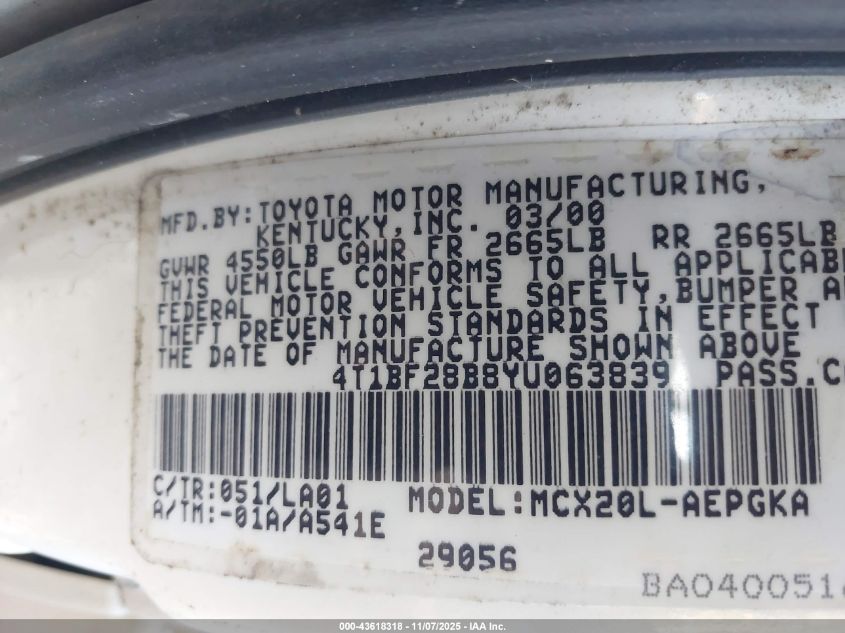 MFD.BY:TOYOTA MOTOR MANUFACTURING,
KENTUCKY,INC. 03/00
GVWR 4550LB GAWR FR 2665LB RR 2665LB
THIS VEHICLE CONFORMS TO ALL APPLICAB
FEDERAL MOTOR VEHICLE SAFETY,BUMPER A
THEFT PREVENTION STANDARDS IN EFFECT
THE DATE OF MANUFACTURE SHOWN ABOVE
4T1BF28B8YU063839 PASS.C
C/TR:051/LA01 MODEL:MCX20L-AEPGKA
A/TM:-01A/A541E
29056
BA040051
000-43618318 - 11/07/2025 - IAA Inc.